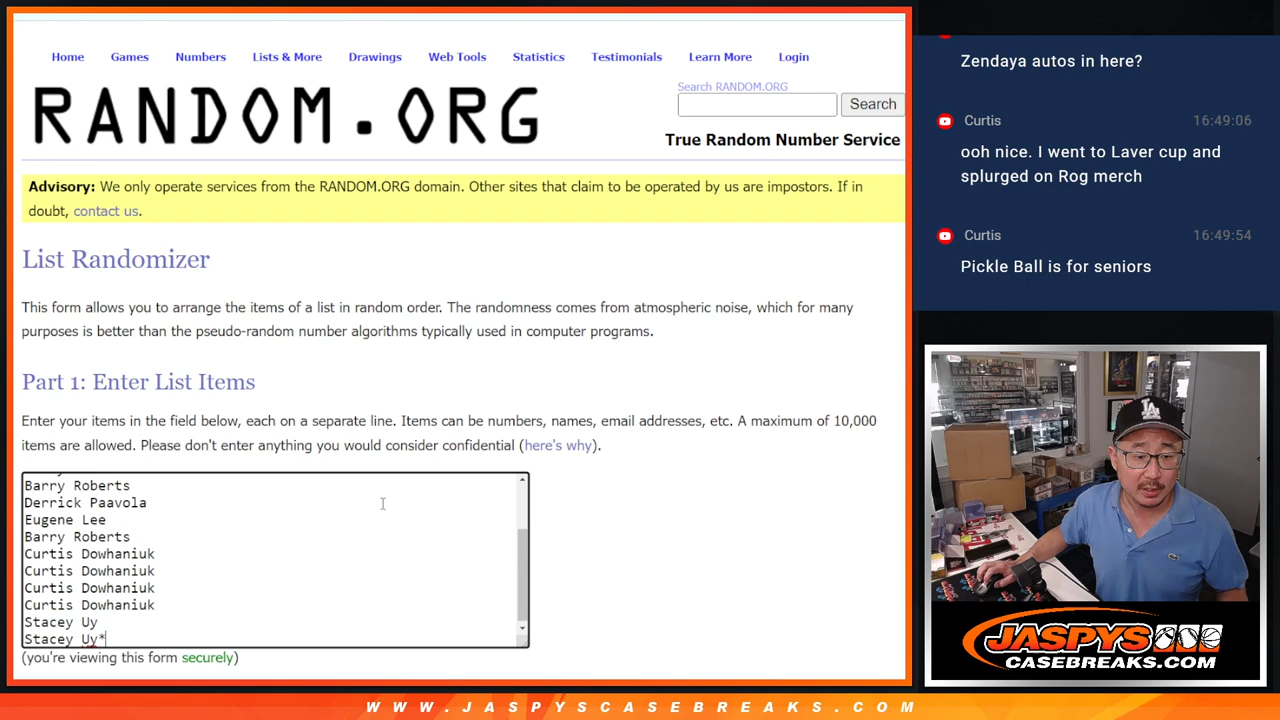 Home Games Numbers Lists & More Drawings Web Tools Statistics Testimonials Learn More Login
RANDOM.ORG
Search RANDOM.ORG
Search
True Random Number Service
Advisory: We only operate services from the RANDOM.ORG domain. Other sites that claim to be operated by us are impostors. If in
doubt, contact us.
List Randomizer
This form allows you to arrange the items of a list in random order. The randomness comes from atmospheric noise, which for many
purposes is better than the pseudo-random number algorithms typically used in computer programs.
Part 1: Enter List Items
Enter your items in the field below, each on a separate line. Items can be numbers, names, email addresses, etc. A maximum of 10,000
items are allowed. Please don't enter anything you would consider confidential (here's why).
Barry Roberts
Derrick Paavola
Eugene Lee
Barry Roberts
Curtis Dowhaniuk
Curtis Dowhaniuk
Curtis Dowhaniuk
Curtis Dowhaniuk
Stacey Uy
Stacey Uy*
(you're viewing this form securely)
Zendaya autos in here?
Curtis 16:49:06
ooh nice. I went to Laver cup and
splurged on Rog merch
Curtis 16:49:54
Pickle Ball is for seniors
LA
JASPYS
CASEBREAKS.COM
WWW.JASPYSCASEBREAKS.COM